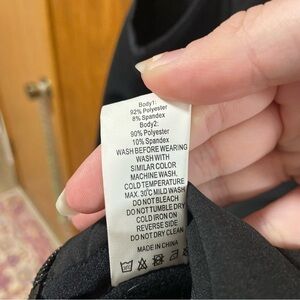 Body1:
92% Polyester
8% Spandex
Body2:
90% Polyester
10% Spandex
WASH BEFORE WEARING
WASH WITH
SIMILAR COLOR
MACHINE WASH.
COLD TEMPERATURE
MAX. 30°C MILD WASH
DO NOT BLEACH
DO NOT TUMBLE DRY
COLD IRON ON
REVERSE SIDE
DO NOT DRY CLEAN
MADE IN CHINA